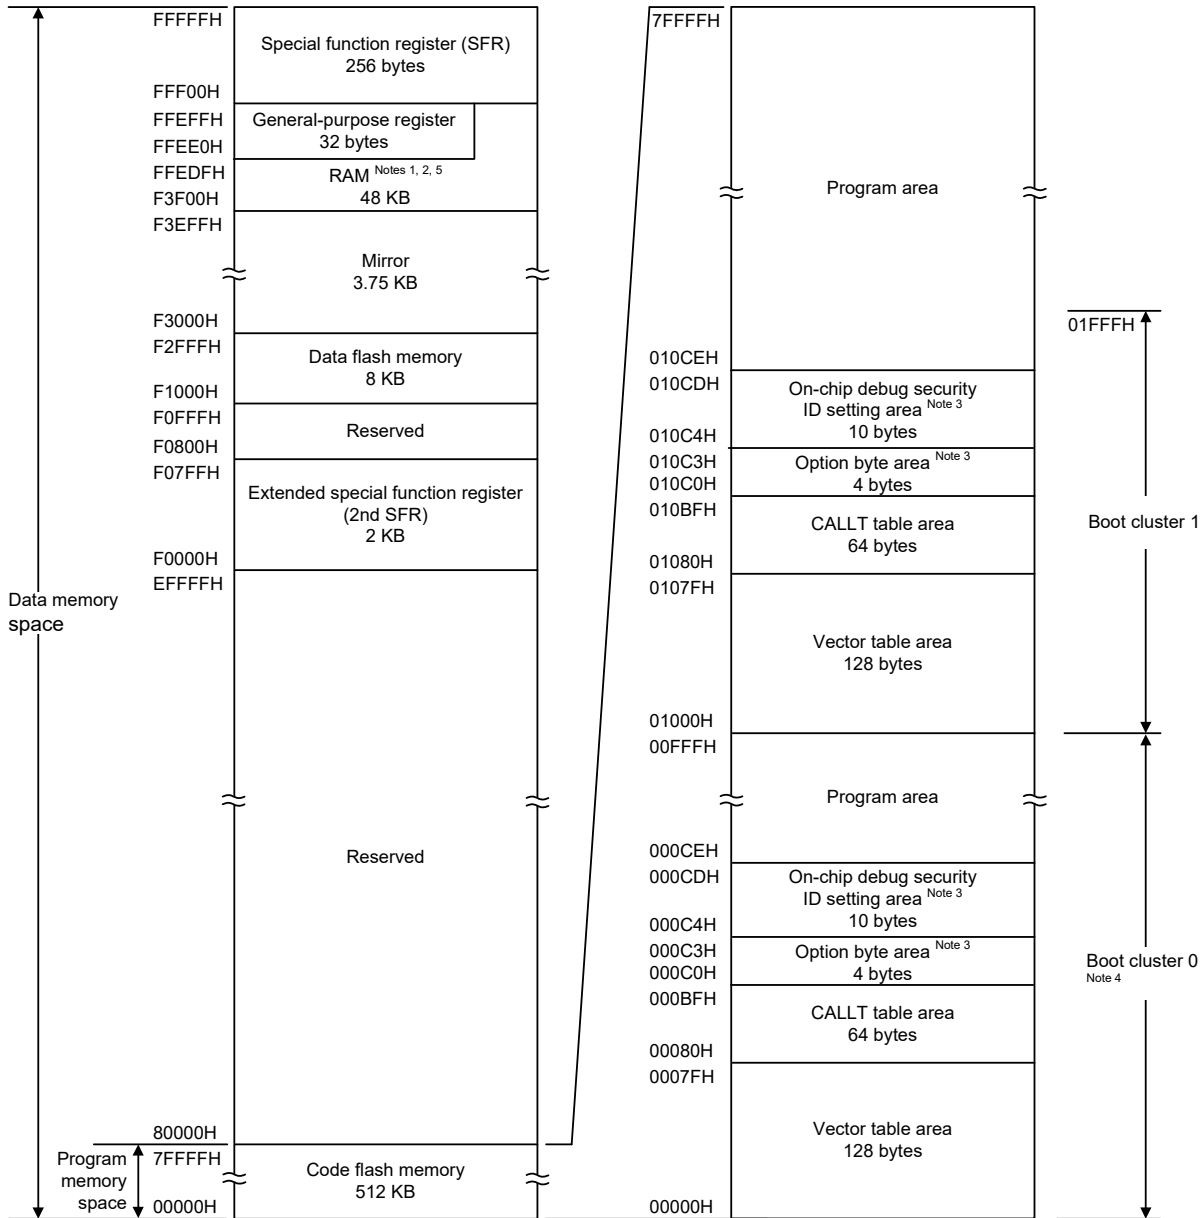 FFFFFH
Special function register (SFR)
256 bytes
FFF00H
FFEFFH
General-purpose register
32 bytes
FFEE0H
FFEDFH
RAM Notes 1, 2, 5
48 KB
F3F00H
F3EFFH
Mirror
3.75 KB
F3000H
F2FFFH
Data flash memory
8 KB
F1000H
F0FFFH
Reserved
F0800H
F07FFH
Extended special function register
(2nd SFR)
2 KB
F0000H
EFFFFH
Data memory
space
Reserved
80000H
Program
memory
space
7FFFFH
Code flash memory
512 KB
00000H
7FFFFH
Program area
01FFFH
010CEH
010CDH
On-chip debug security
ID setting area Note 3
10 bytes
010C4H
010C3H
Option byte area Note 3
4 bytes
010C0H
010BFH
CALLT table area
64 bytes
Boot cluster 1
01080H
0107FH
Vector table area
128 bytes
01000H
00FFFH
Program area
000CEH
000CDH
On-chip debug security
ID setting area Note 3
10 bytes
000C4H
000C3H
Option byte area Note 3
4 bytes
000C0H
Boot cluster 0
Note 4
000BFH
CALLT table area
64 bytes
00080H
0007FH
Vector table area
128 bytes
00000H